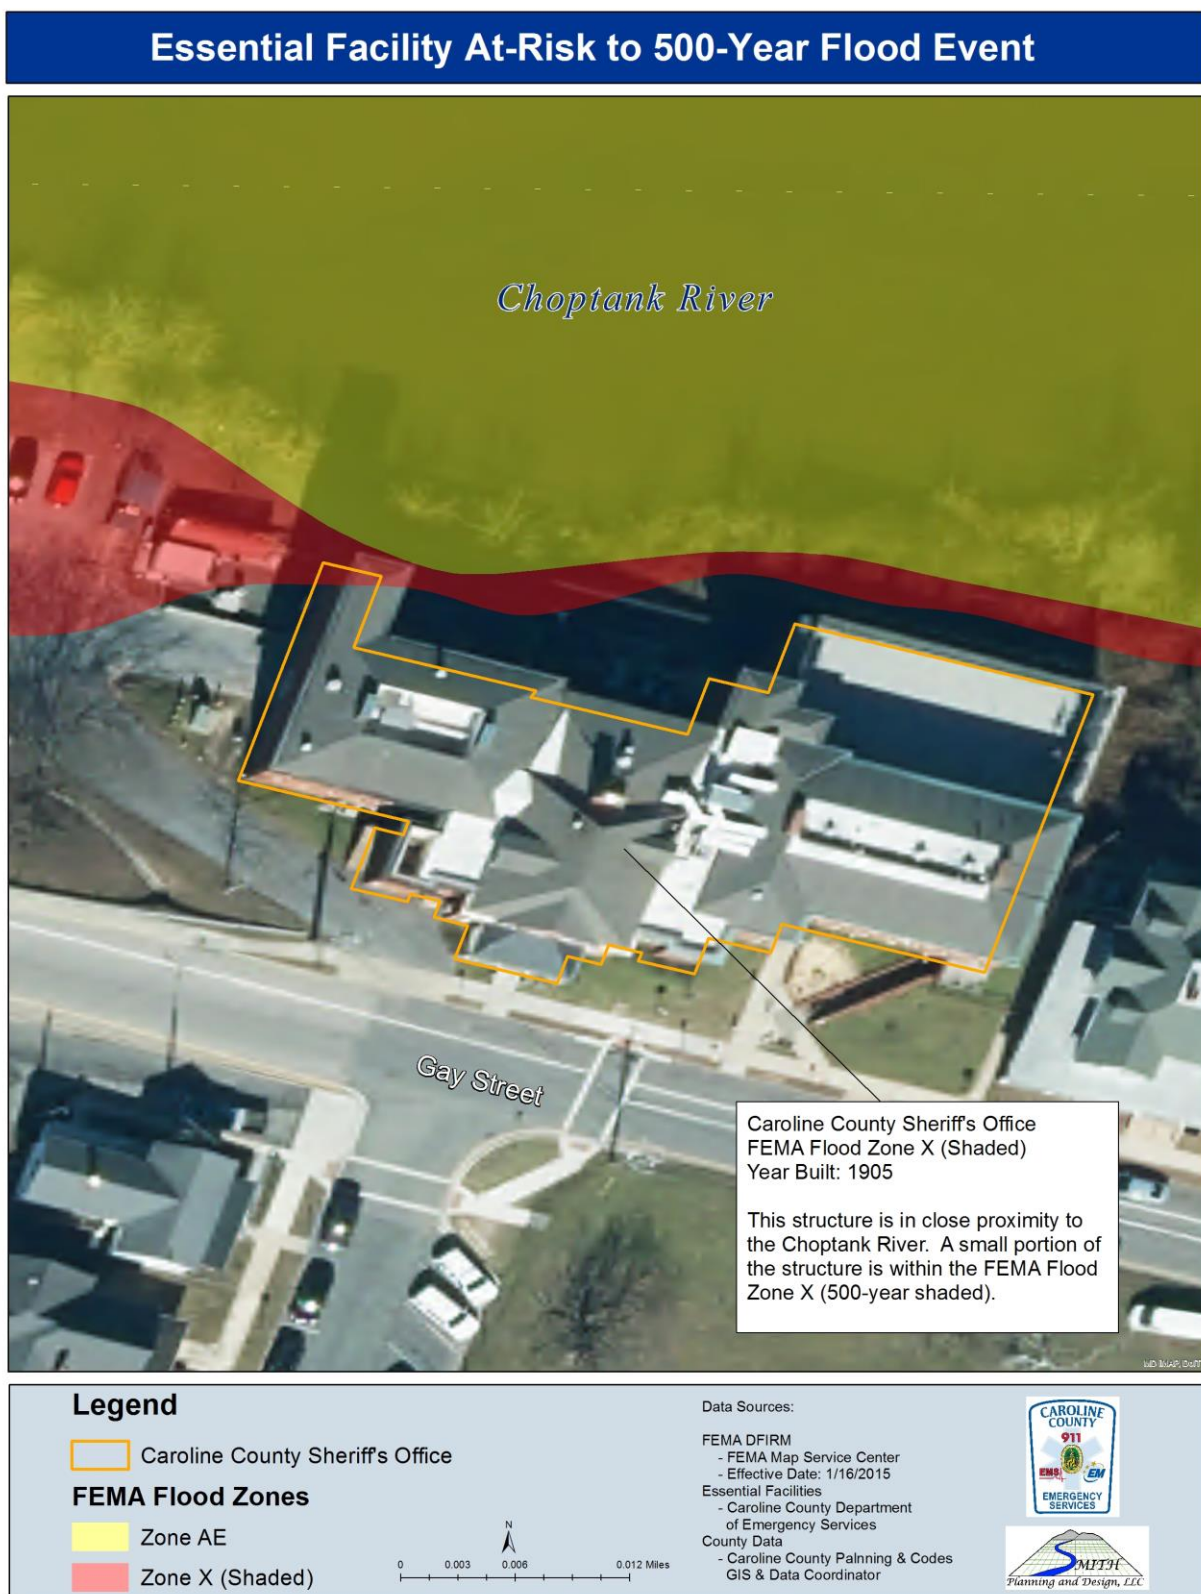 Essential Facility At-Risk to 500-Year Flood Event
Choptank River
Gay Street
Caroline County Sheriff's Office
FEMA Flood Zone X (Shaded)
Year Built: 1905
This structure is in close proximity to
the Choptank River. A small portion of
the structure is within the FEMA Flood
Zone X (500-year shaded).
Legend
Caroline County Sheriff's Office
FEMA Flood Zones
Zone AE
Zone X (Shaded)
N
0 0.003 0.006 0.012 Miles
Data Sources:
FEMA DFIRM
- FEMA Map Service Center
- Effective Date: 1/16/2015
Essential Facilities
- Caroline County Department
of Emergency Services
County Data
- Caroline County Palnning & Codes
GIS & Data Coordinator
CAROLINE
COUNTY
911
EMS EM
EMERGENCY
SERVICES
SMITH
Planning and Design, LLC